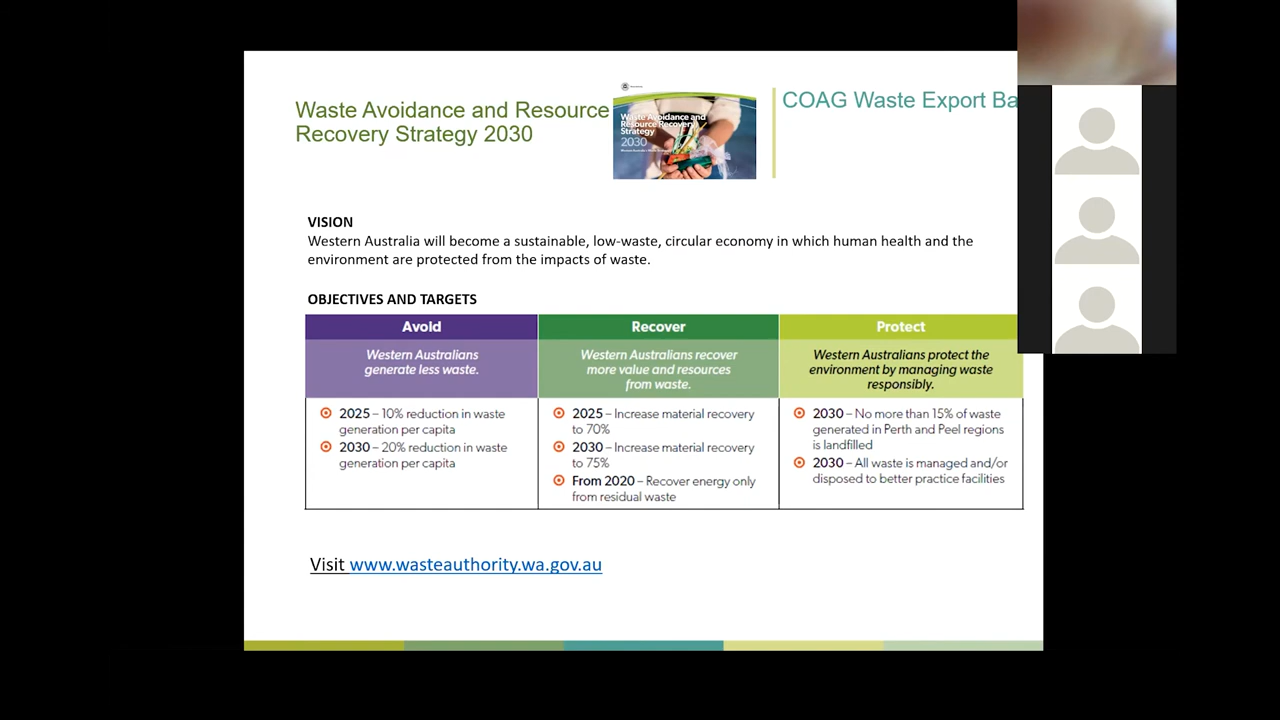 Waste Avoidance and Resource
Recovery Strategy 2030
Waste Avoidance and
Resource Recovery
Strategy
2030
COAG Waste Export Ba
VISION
Western Australia will become a sustainable, low-waste, circular economy in which human health and the
environment are protected from the impacts of waste.
OBJECTIVES AND TARGETS
Avoid
Western Australians
generate less waste.
2025 – 10% reduction in waste
generation per capita
2030 – 20% reduction in waste
generation per capita
Recover
Western Australians recover
more value and resources
from waste.
2025 – Increase material recovery
to 70%
2030 – Increase material recovery
to 75%
From 2020 – Recover energy only
from residual waste
Protect
Western Australians protect the
environment by managing waste
responsibly.
2030 – No more than 15% of waste
generated in Perth and Peel regions
is landfilled
2030 – All waste is managed and/or
disposed to better practice facilities
Visit www.wasteauthority.wa.gov.au